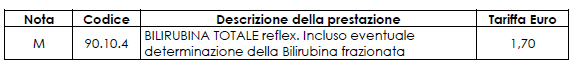 Nota Codice Descrizione della prestazione Tariffa Euro
M 90.10.4 BILIRUBINA TOTALE reflex. Incluso eventuale determinazione della Bilirubina frazionata 1,70